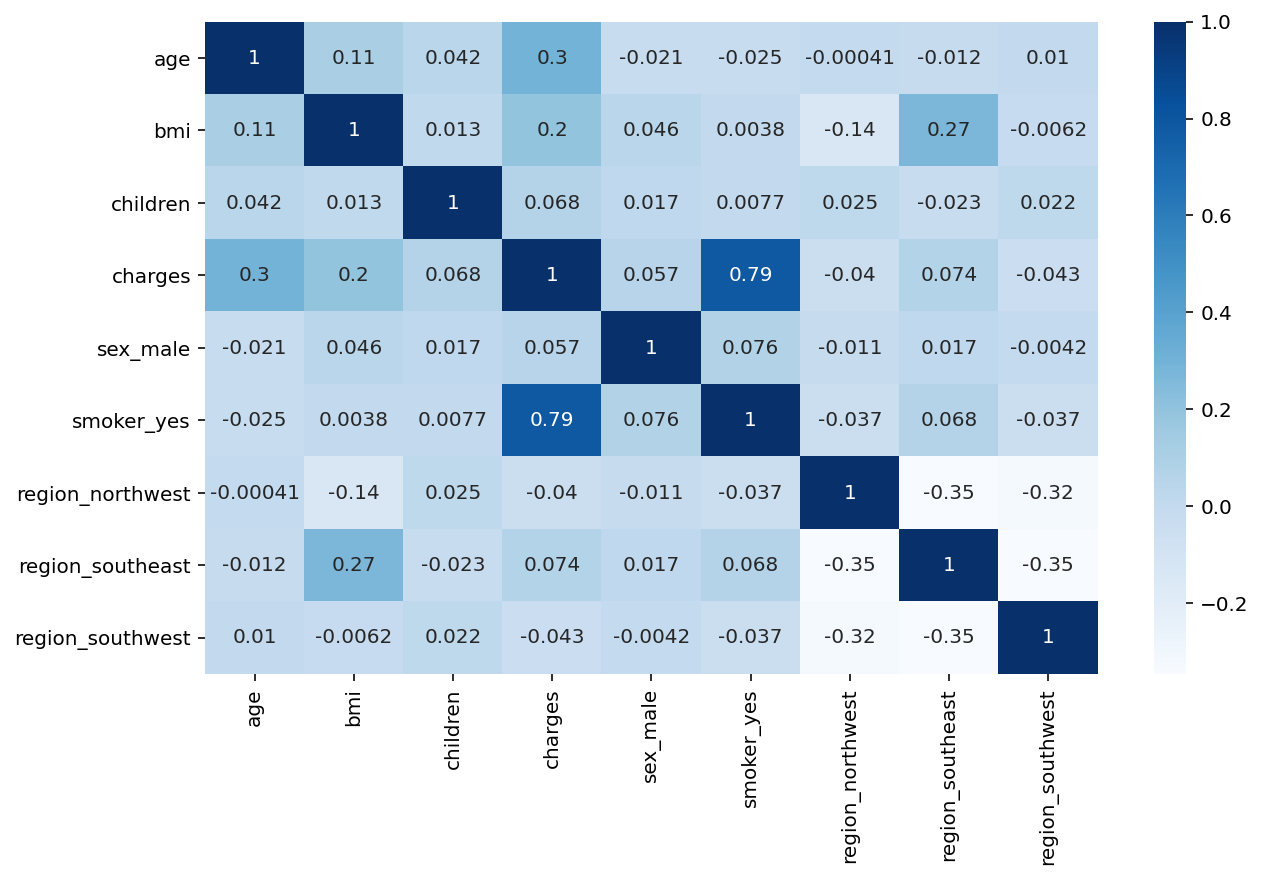 age 1 0.11 0.042 0.3 -0.021 -0.025 -0.00041 -0.012 0.01
bmi 0.11 1 0.013 0.2 0.046 0.0038 -0.14 0.27 -0.0062
children 0.042 0.013 1 0.068 0.017 0.0077 0.025 -0.023 0.022
charges 0.3 0.2 0.068 1 0.057 0.79 -0.04 0.074 -0.043
sex_male -0.021 0.046 0.017 0.057 1 0.076 -0.011 0.017 -0.0042
smoker_yes -0.025 0.0038 0.0077 0.79 0.076 1 -0.037 0.068 -0.037
region_northwest -0.00041 -0.14 0.025 -0.04 -0.011 -0.037 1 -0.35 -0.32
region_southeast -0.012 0.27 -0.023 0.074 0.017 0.068 -0.35 1 -0.35
region_southwest 0.01 -0.0062 0.022 -0.043 -0.0042 -0.037 -0.32 -0.35 1
age
bmi
children
charges
sex_male
smoker_yes
region_northwest
region_southeast
region_southwest
1.0
0.8
0.6
0.4
0.2
0.0
−0.2